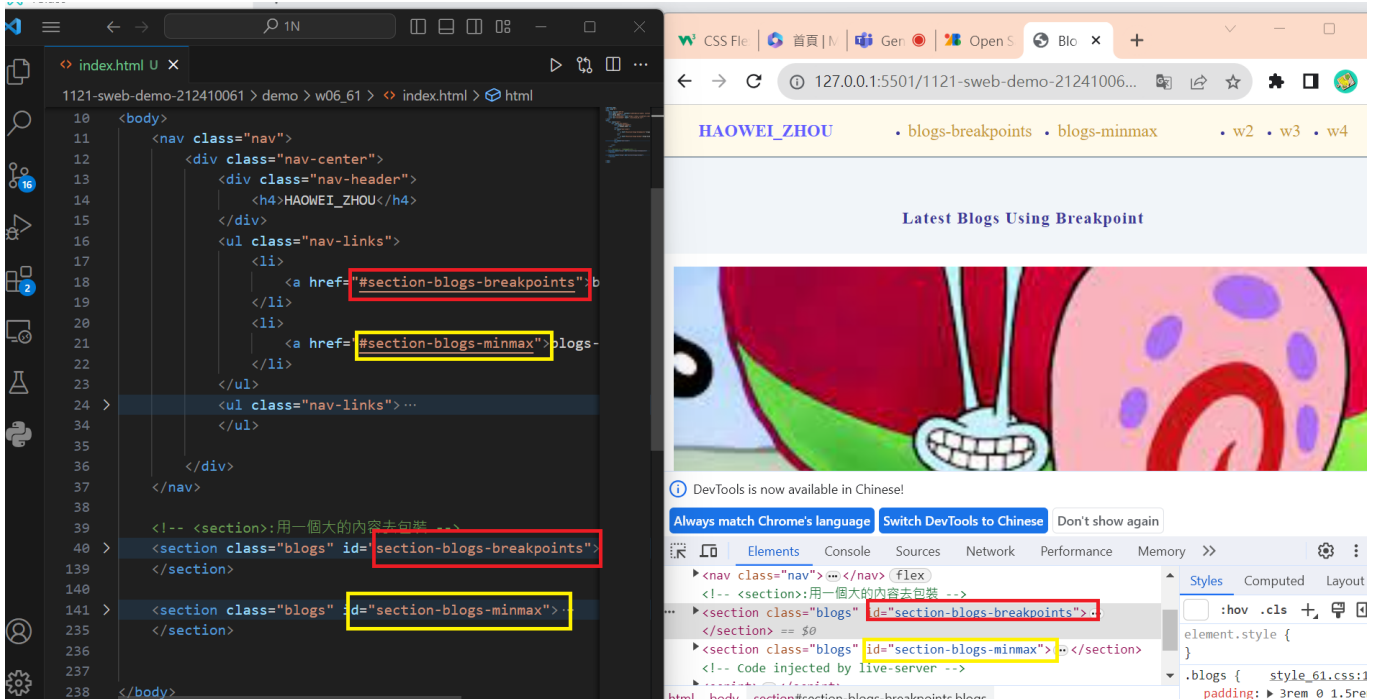 1N
index.html U
1121-sweb-demo-212410061 > demo > w06_61 > index.html > html
10 <body>
11 <nav class="nav">
12 <div class="nav-center">
13 <div class="nav-header">
14 <h4>HAOWEI_ZHOU</h4>
15 </div>
16 <ul class="nav-links">
17 <li>
18 <a href="#section-blogs-breakpoints">b
19 </li>
20 <li>
21 <a href="#section-blogs-minmax">blogs-
22 </li>
23 </ul>
24 <ul class="nav-links">…
34 </ul>
35
36 </div>
37 </nav>
38
39 <!-- <section>:用一個大的內容去包裝 -->
40 <section class="blogs" id="section-blogs-breakpoints">
139 </section>
140
141 <section class="blogs" id="section-blogs-minmax">…
235 </section>
236
237
238 </body>
16
2
CSS Fle
首頁 | M
Gen
Open S
Blo
127.0.0.1:5501/1121-sweb-demo-21241006...
HAOWEI_ZHOU • blogs-breakpoints • blogs-minmax • w2 • w3 • w4
Latest Blogs Using Breakpoint
DevTools is now available in Chinese!
Always match Chrome's language Switch DevTools to Chinese Don't show again
Elements Console Sources Network Performance Memory
<nav class="nav">…</nav> flex
<!-- <section>:用一個大的內容去包裝 -->
<section class="blogs" id="section-blogs-breakpoints">…
</section> == $0
<section class="blogs" id="section-blogs-minmax">…</section>
<!-- Code injected by live-server -->
html body section#section-blogs-breakpoints.blogs
Styles Computed Layout
:hov .cls
element.style {
}
.blogs { style_61.css:1
padding: 3rem 0 1.5re